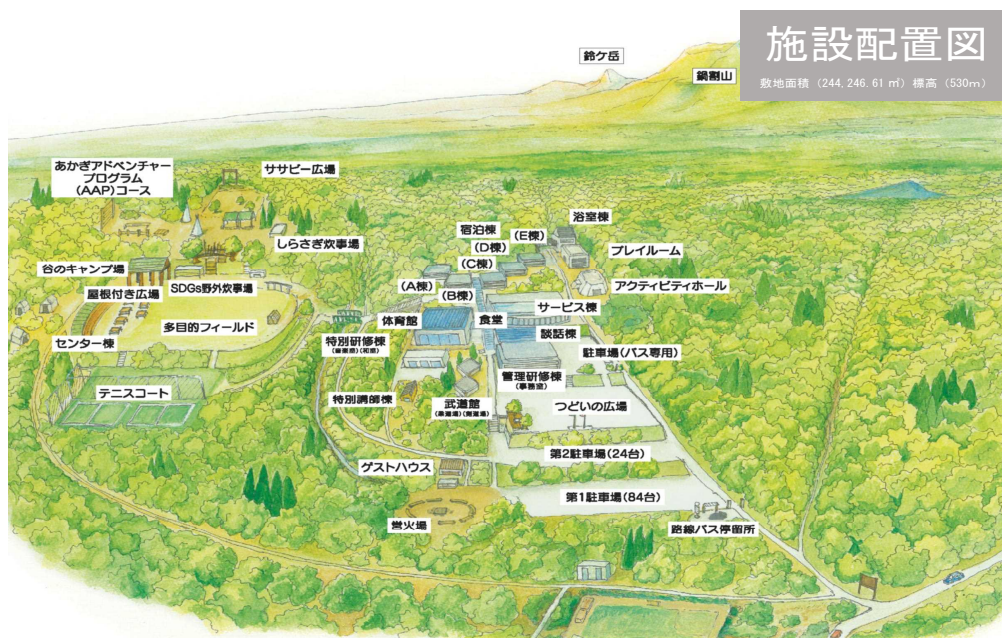 施設配置図
敷地面積（244,246.61㎡）標高（530m）
鈴ケ岳
鍋割山
あかぎアドベンチャー
プログラム
(AAP)コース
ササビー広場
しらさぎ炊事場
谷のキャンプ場
SDGs野外炊事場
屋根付き広場
多目的フィールド
センター棟
テニスコート
浴室棟
宿泊棟
(E棟)
(D棟)
(C棟)
(A棟)
(B棟)
プレイルーム
アクティビティホール
サービス棟
体育館
食堂
談話棟
特別研修棟
駐車場(バス専用)
管理研修棟
(事務室)
特別講師棟
武道館
(柔道場)(剣道場)
つどいの広場
第2駐車場(24台)
ゲストハウス
第1駐車場(84台)
営火場
路線バス停留所